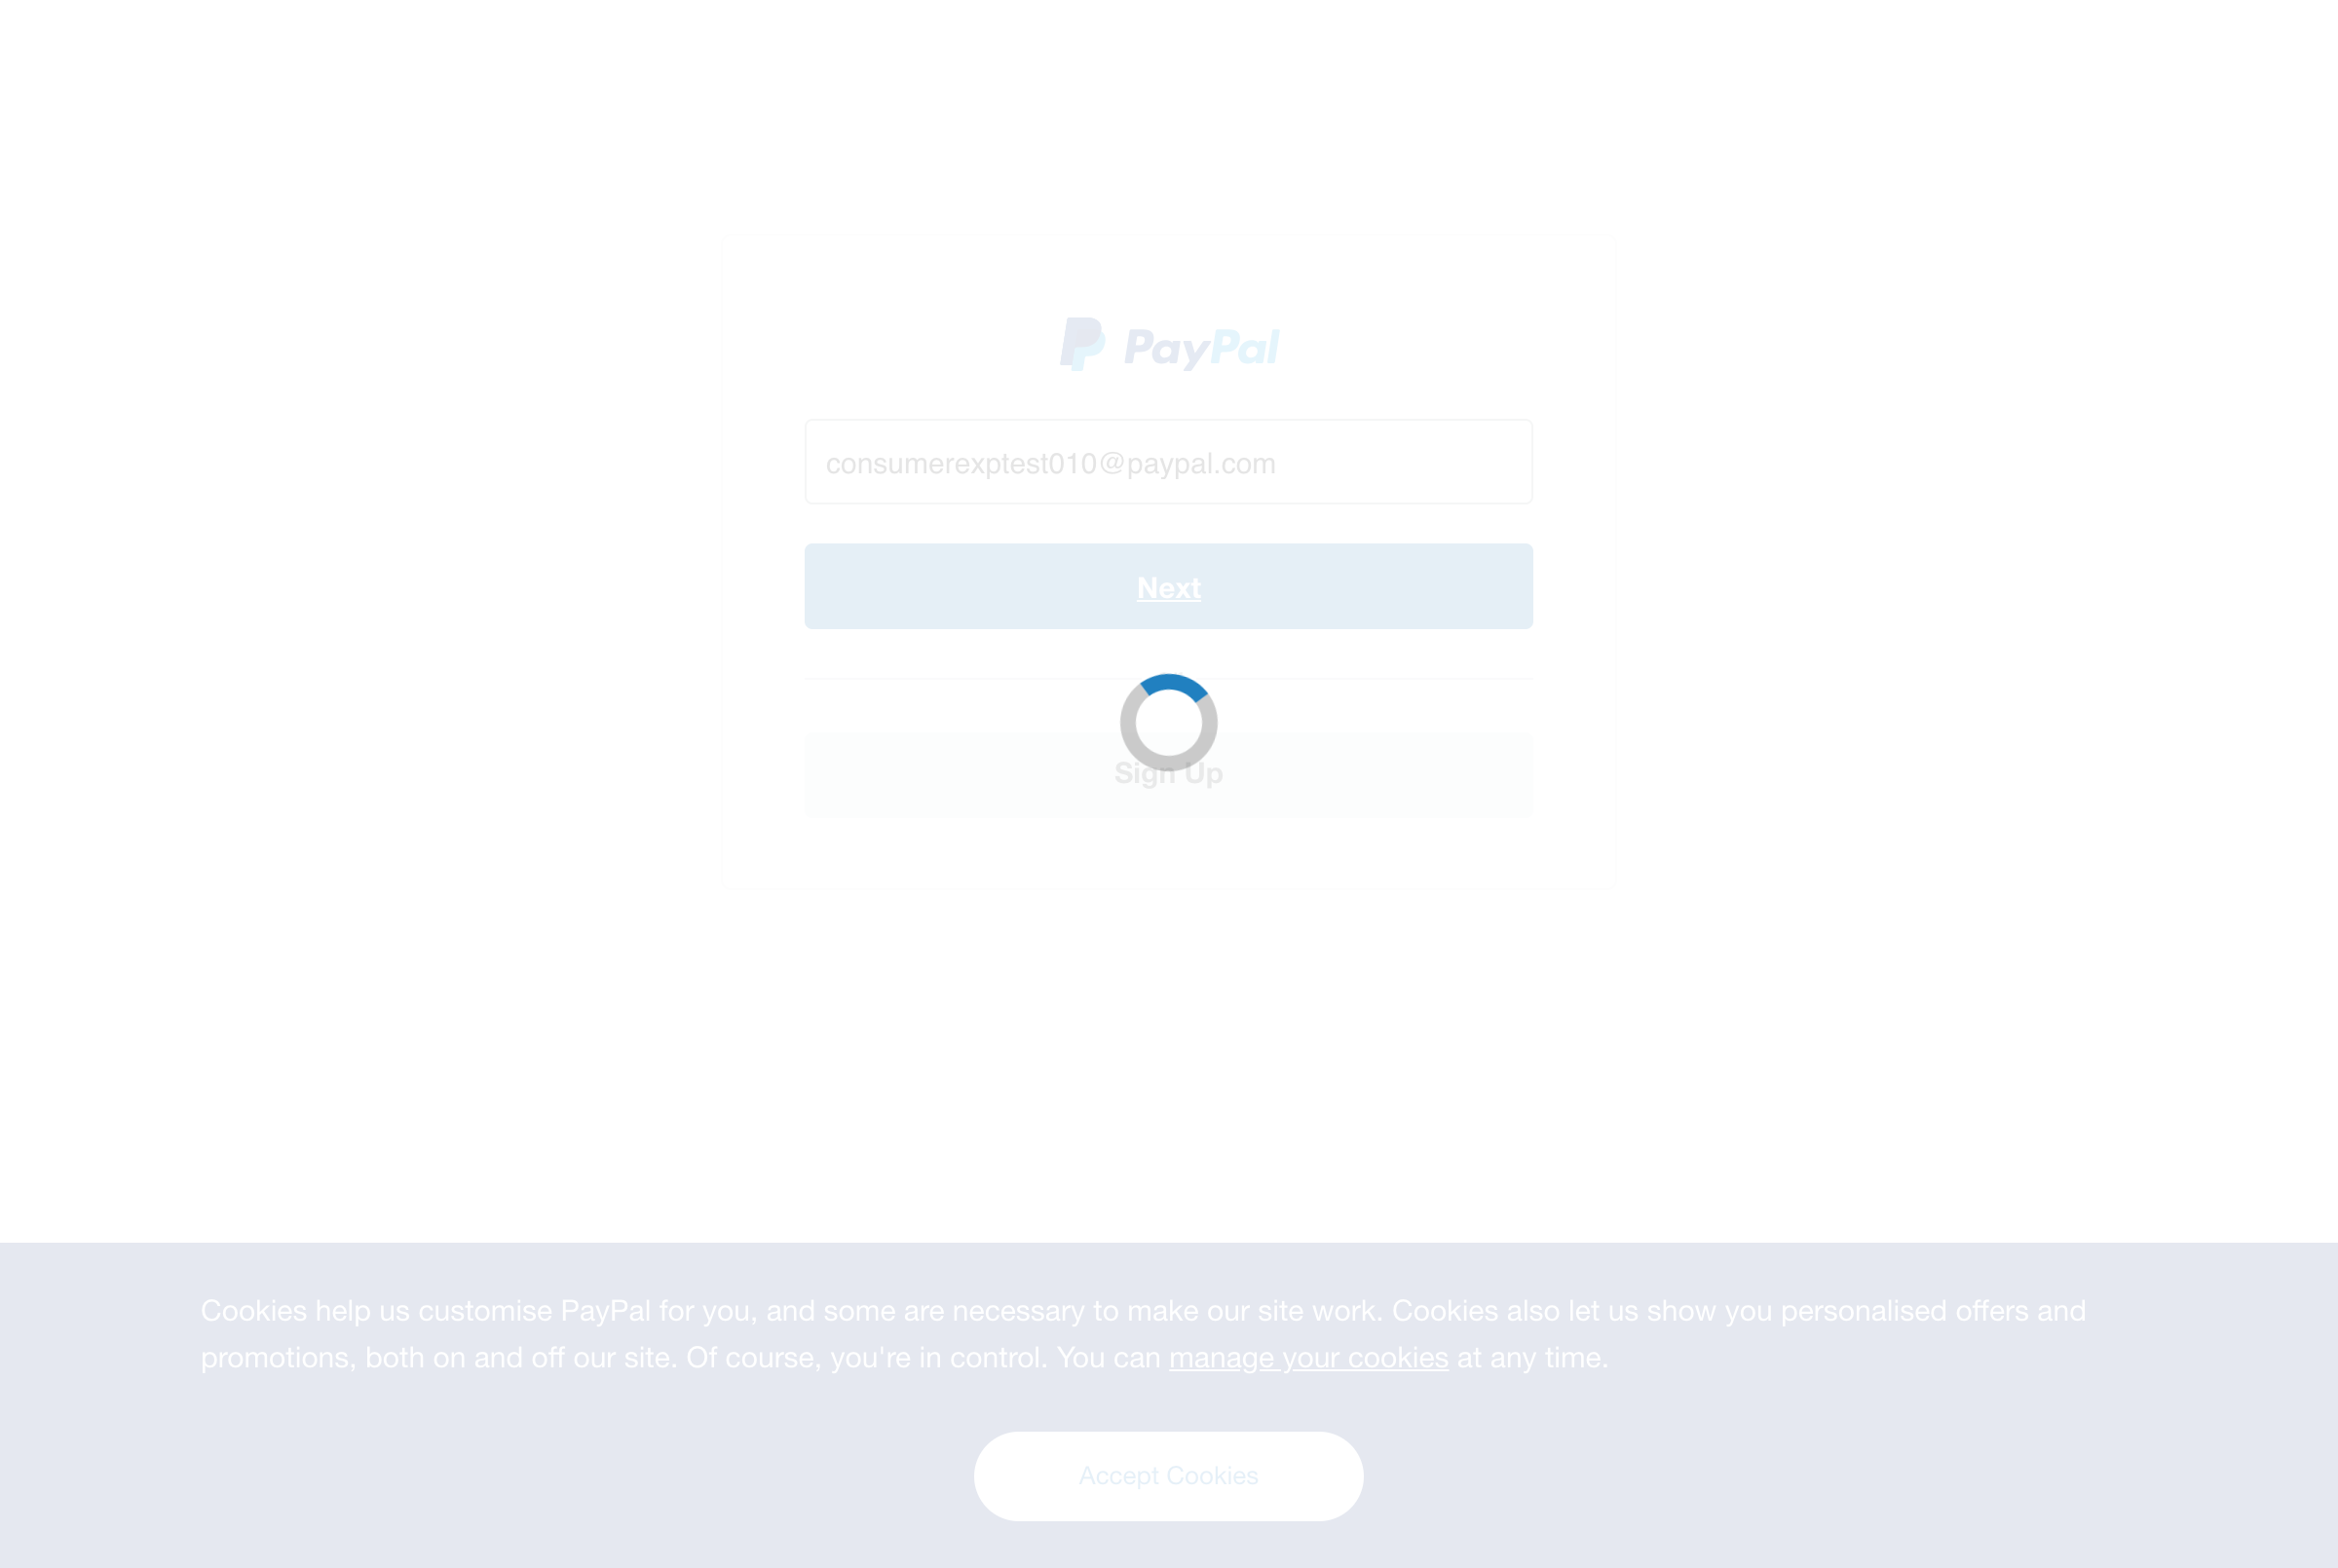 PayPal
consumerexptest010@paypal.com
Next
Sign Up
Cookies help us customise PayPal for you, and some are necessary to make our site work. Cookies also let us show you personalised offers and
promotions, both on and off our site. Of course, you're in control. You can manage your cookies at any time.
Accept Cookies